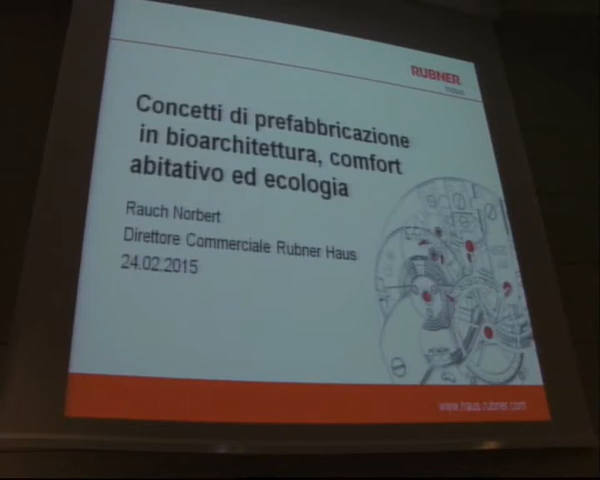 RUBNER
haus
Concetti di prefabbricazione
in bioarchitettura, comfort
abitativo ed ecologia
Rauch Norbert
Direttore Commerciale Rubner Haus
24.02.2015
www.haus.rubner.com